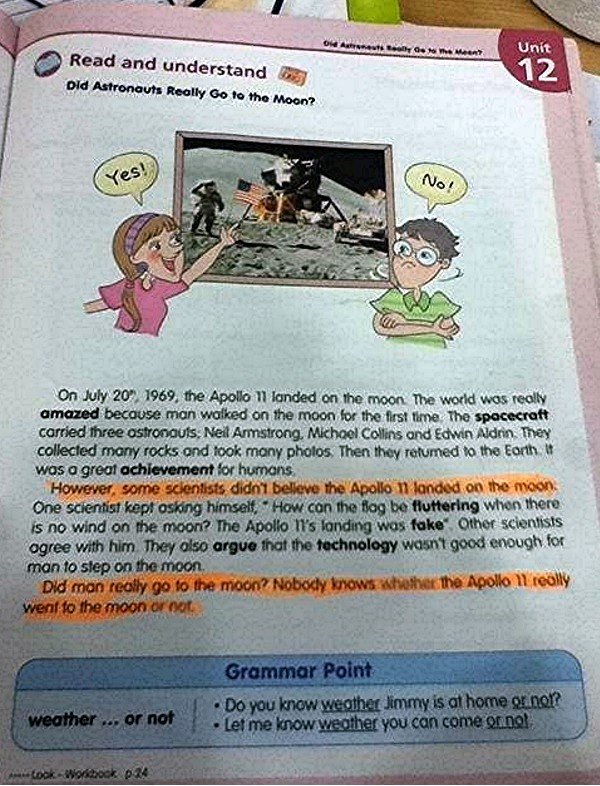 Did Astronauts Really Go to the Moon?
Unit
12
Read and understand
Did Astronauts Really Go to the Moon?
Yes!
No!
On July 20", 1969, the Apollo 11 landed on the moon. The world was really
amazed because man walked on the moon for the first time. The spacecraft
carried three astronauts; Neil Armstrong, Michael Collins and Edwin Aldrin. They
collected many rocks and took many photos. Then they returned to the Earth. It
was a great achievement for humans.
However, some scientists didn't believe the Apollo 11 landed on the moon.
One scientist kept asking himself, " How can the flag be fluttering when there
is no wind on the moon? The Apollo 11's landing was fake". Other scientists
agree with him. They also argue that the technology wasn't good enough for
man to step on the moon.
Did man really go to the moon? Nobody knows whether the Apollo 11 really
went to the moon or not.
Grammar Point
weather ... or not
• Do you know weather Jimmy is at home or not?
• Let me know weather you can come or not.
Look - Workbook p.24